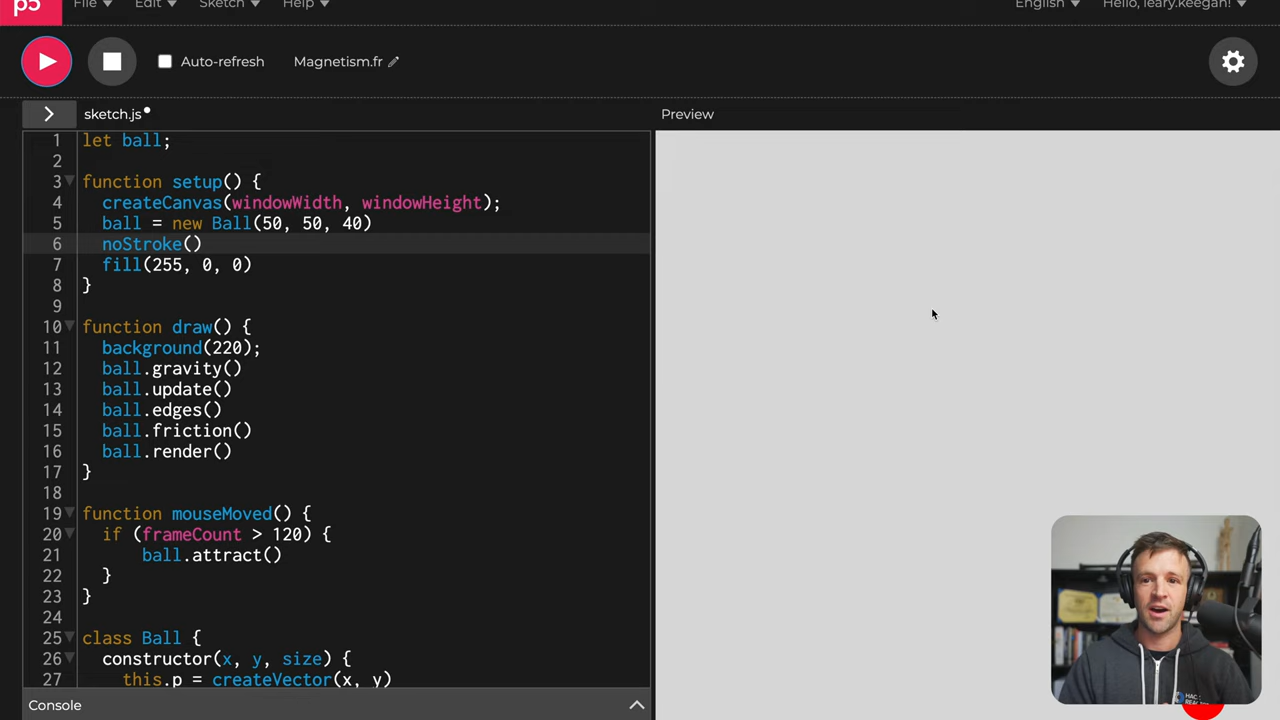 p5 File Edit Sketch Help English Hello, leary.keegan!
Auto-refresh Magnetism.fr
> sketch.js Preview
1 let ball;
2
3 function setup() {
4 createCanvas(windowWidth, windowHeight);
5 ball = new Ball(50, 50, 40)
6 noStroke()
7 fill(255, 0, 0)
8 }
9
10 function draw() {
11 background(220);
12 ball.gravity()
13 ball.update()
14 ball.edges()
15 ball.friction()
16 ball.render()
17 }
18
19 function mouseMoved() {
20 if (frameCount > 120) {
21 ball.attract()
22 }
23 }
24
25 class Ball {
26 constructor(x, y, size) {
27 this.p = createVector(x, y)
Console